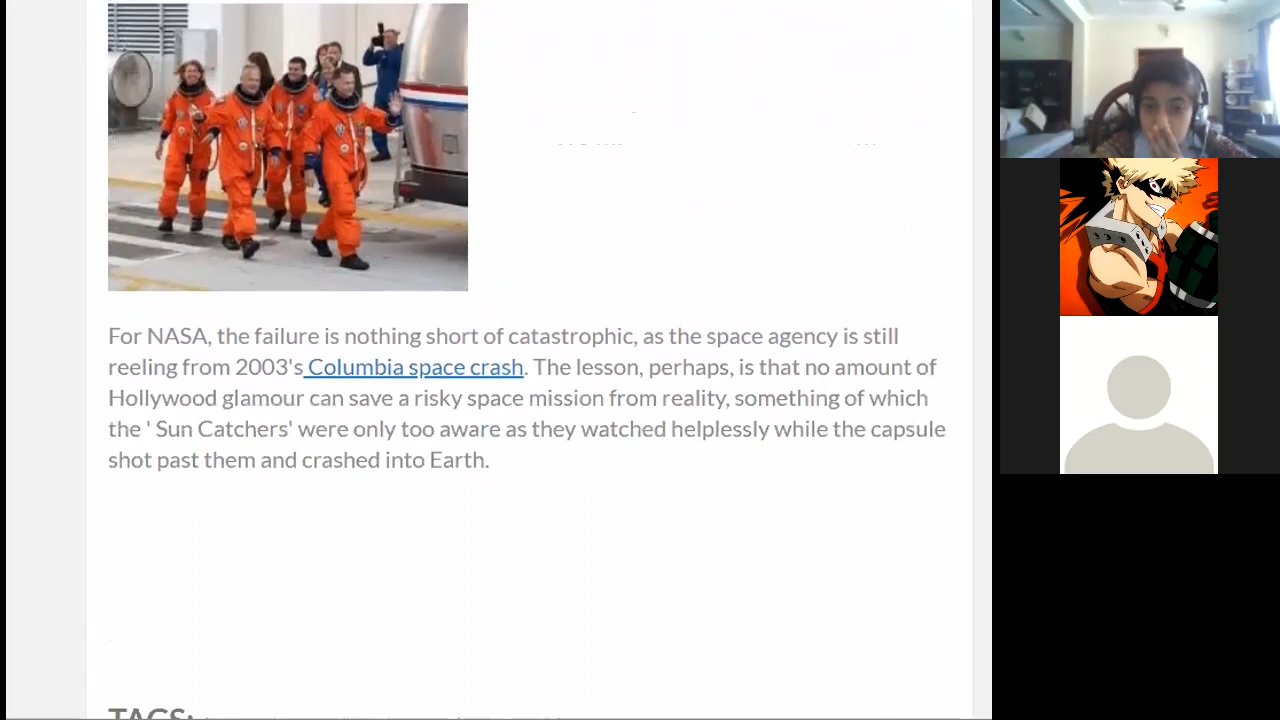 For NASA, the failure is nothing short of catastrophic, as the space agency is still
reeling from 2003's Columbia space crash. The lesson, perhaps, is that no amount of
Hollywood glamour can save a risky space mission from reality, something of which
the ' Sun Catchers' were only too aware as they watched helplessly while the capsule
shot past them and crashed into Earth.
TAGS: